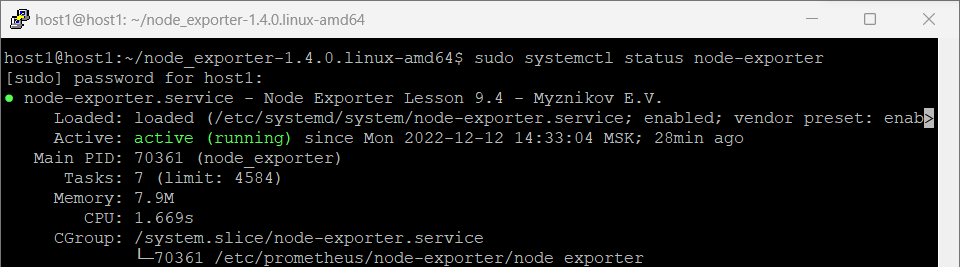 host1@host1: ~/node_exporter-1.4.0.linux-amd64
host1@host1:~/node_exporter-1.4.0.linux-amd64$ sudo systemctl status node-exporter
[sudo] password for host1:
● node-exporter.service - Node Exporter Lesson 9.4 - Myznikov E.V.
Loaded: loaded (/etc/systemd/system/node-exporter.service; enabled; vendor preset: enab>
Active: active (running) since Mon 2022-12-12 14:33:04 MSK; 28min ago
Main PID: 70361 (node_exporter)
Tasks: 7 (limit: 4584)
Memory: 7.9M
CPU: 1.669s
CGroup: /system.slice/node-exporter.service
└─70361 /etc/prometheus/node-exporter/node_exporter